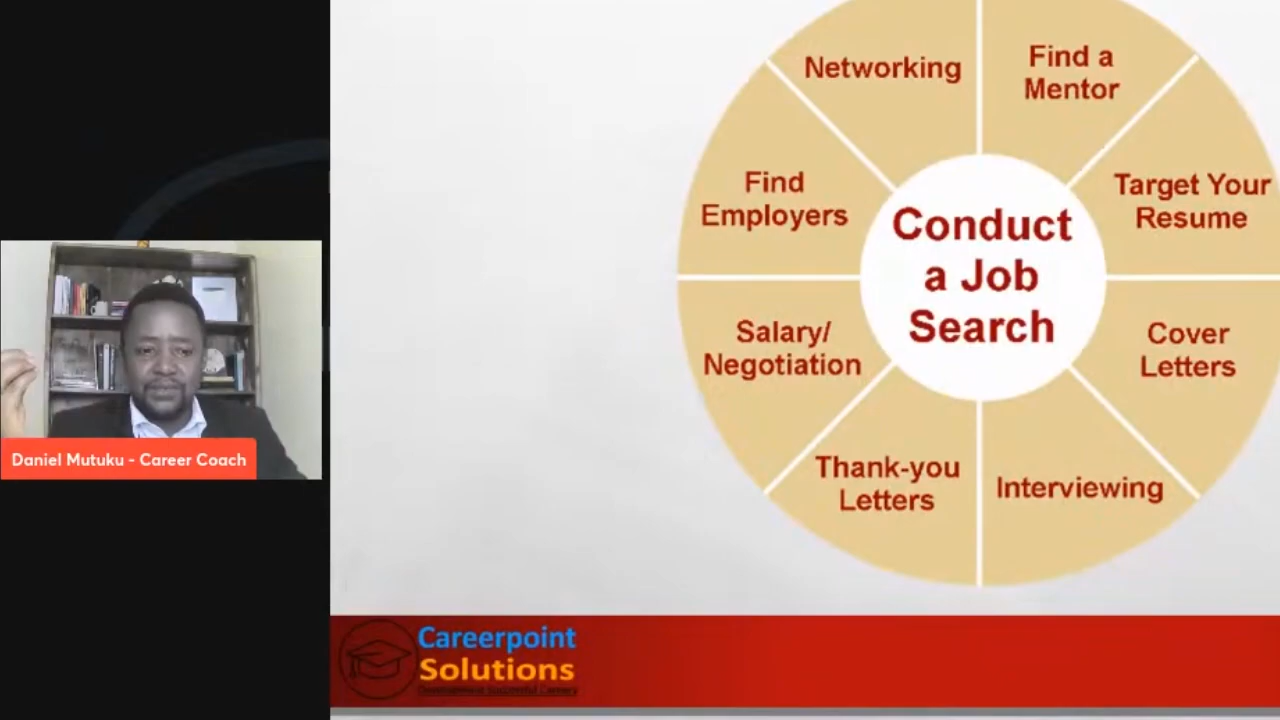 Networking
Find a
Mentor
Find
Employers
Target Your
Resume
Conduct
a Job
Search
Salary/
Negotiation
Cover
Letters
Thank-you
Letters
Interviewing
Daniel Mutuku - Career Coach
Careerpoint
Solutions